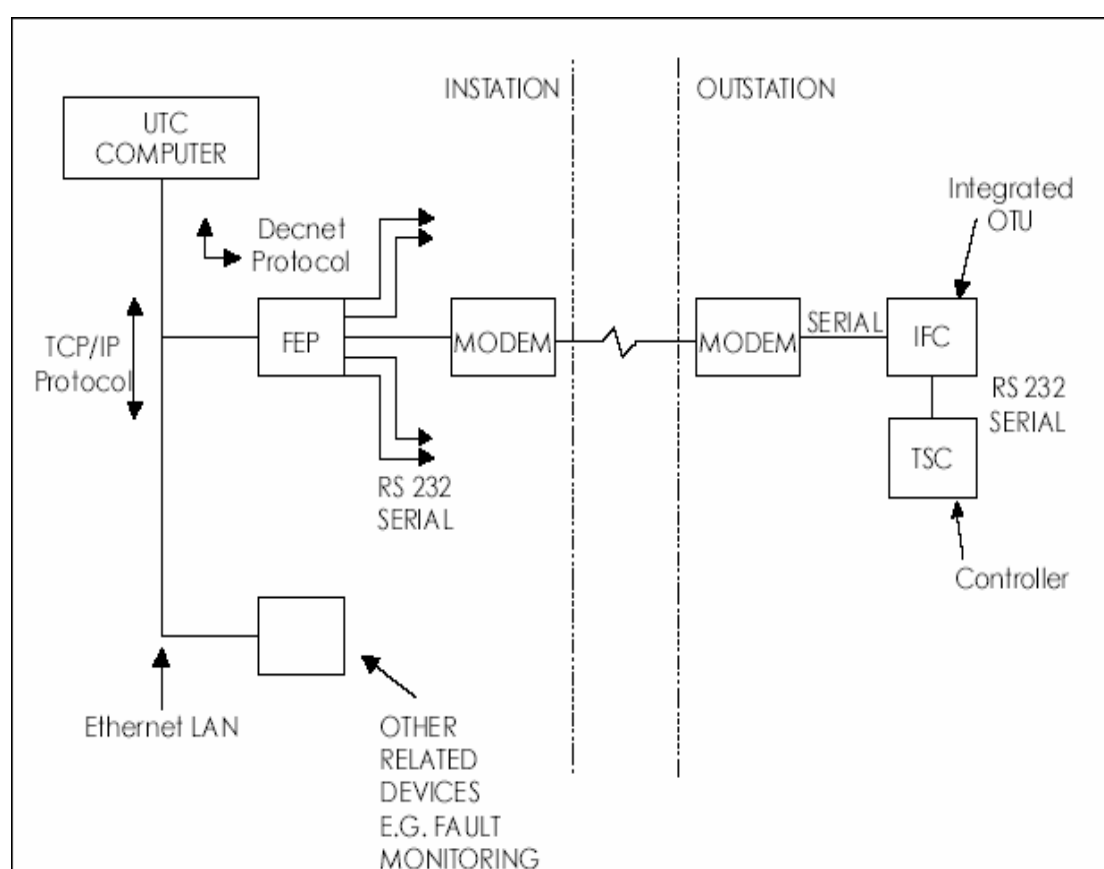 INSTATION
OUTSTATION
UTC
COMPUTER
Integrated
OTU
Decnet
Protocol
TCP/IP
Protocol
FEP
MODEM
MODEM
SERIAL
IFC
RS 232
SERIAL
TSC
RS 232
SERIAL
Controller
Ethernet LAN
OTHER
RELATED
DEVICES
E.G. FAULT
MONITORING